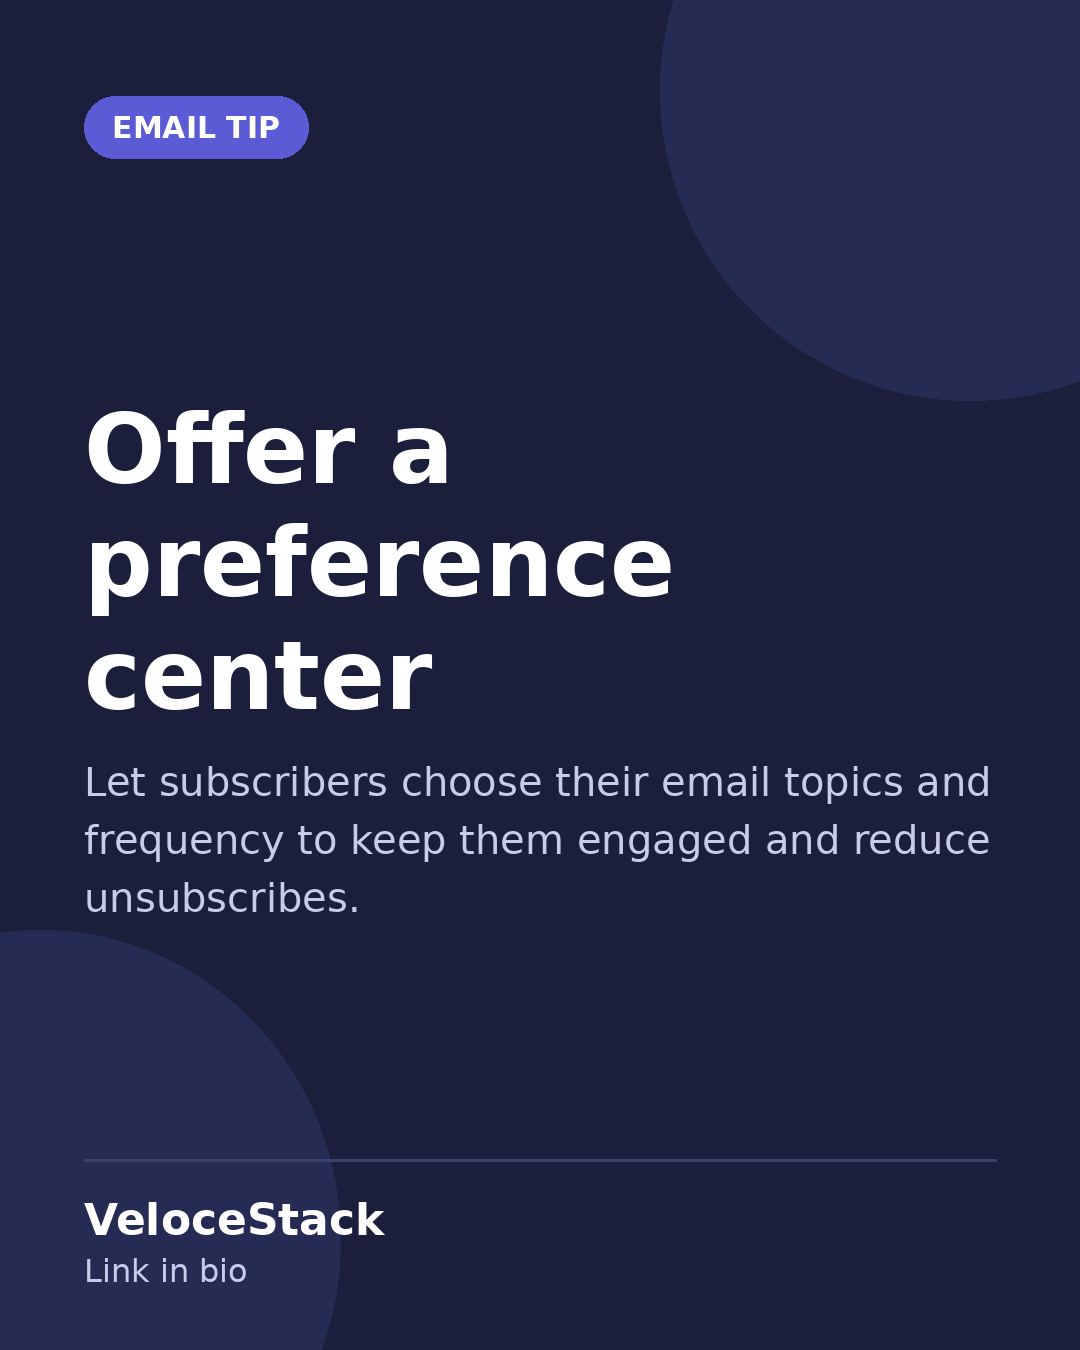 EMAIL TIP
Offer a
preference
center
Let subscribers choose their email topics and
frequency to keep them engaged and reduce
unsubscribes.
VeloceStack
Link in bio